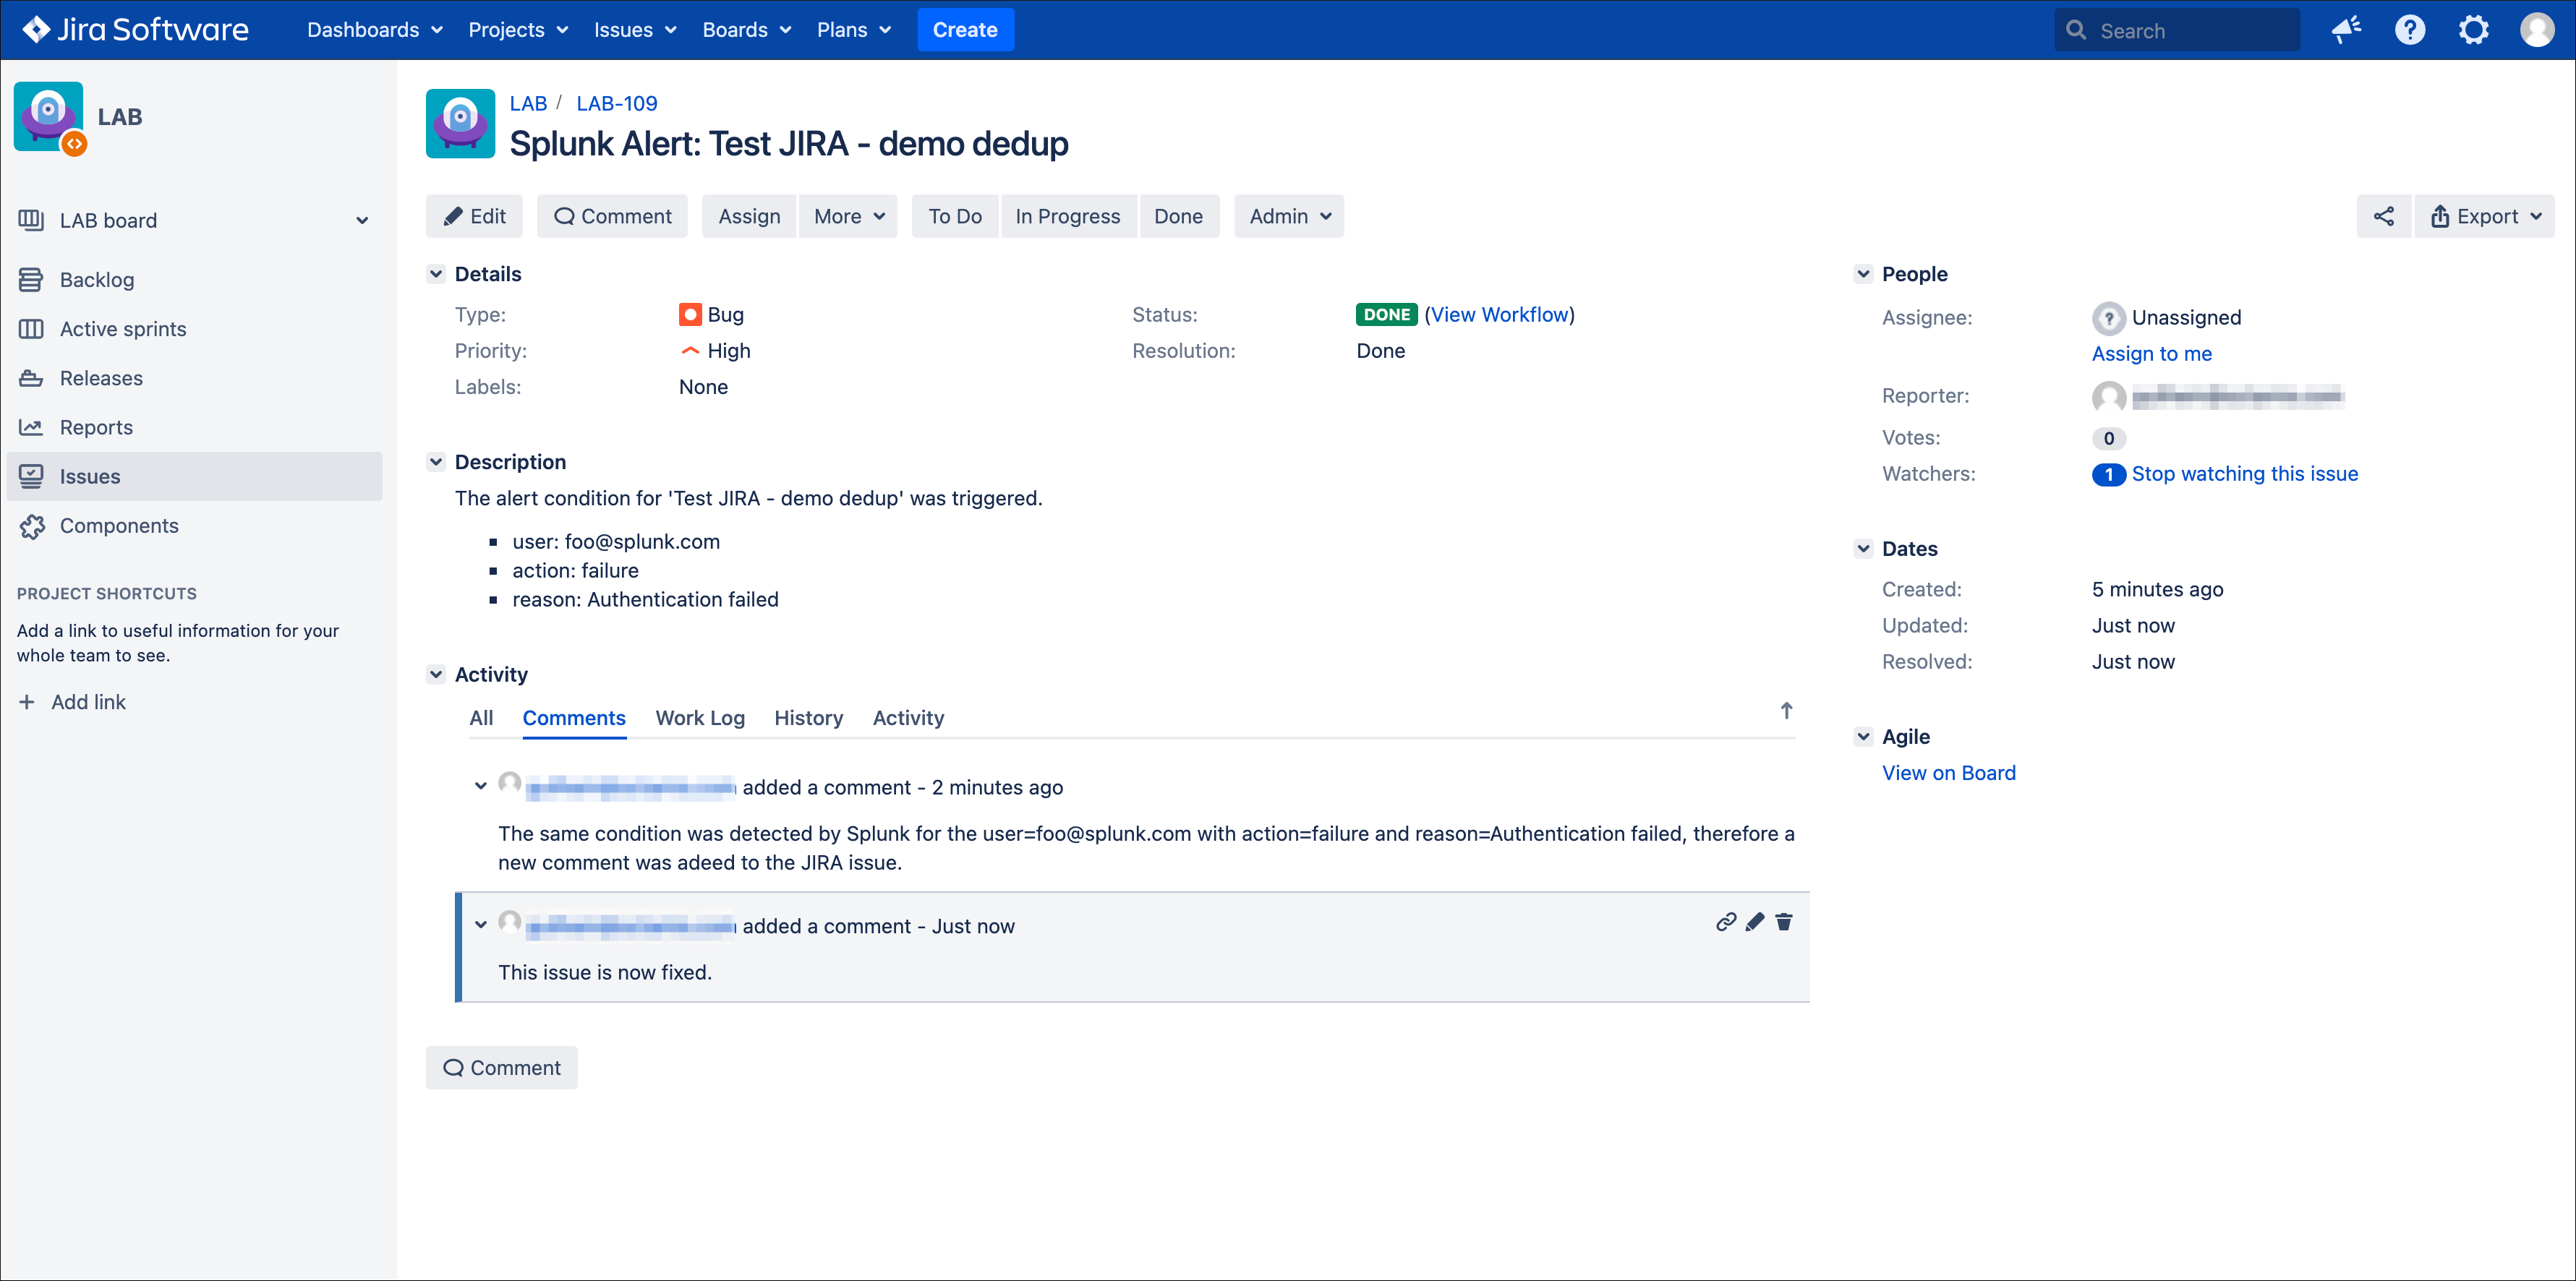 Jira Software Dashboards Projects Issues Boards Plans Create Search
LAB
LAB board
Backlog
Active sprints
Releases
Reports
Issues
Components
PROJECT SHORTCUTS
Add a link to useful information for your
whole team to see.
+ Add link
LAB / LAB-109
Splunk Alert: Test JIRA - demo dedup
Edit Comment Assign More To Do In Progress Done Admin Export
Details
Type: Bug Status: DONE (View Workflow)
Priority: High Resolution: Done
Labels: None
Description
The alert condition for 'Test JIRA - demo dedup' was triggered.
user: foo@splunk.com
action: failure
reason: Authentication failed
Activity
All Comments Work Log History Activity
added a comment - 2 minutes ago
The same condition was detected by Splunk for the user=foo@splunk.com with action=failure and reason=Authentication failed, therefore a
new comment was adeed to the JIRA issue.
added a comment - Just now
This issue is now fixed.
Comment
People
Assignee: ? Unassigned
Assign to me
Reporter:
Votes: 0
Watchers: 1 Stop watching this issue
Dates
Created: 5 minutes ago
Updated: Just now
Resolved: Just now
Agile
View on Board